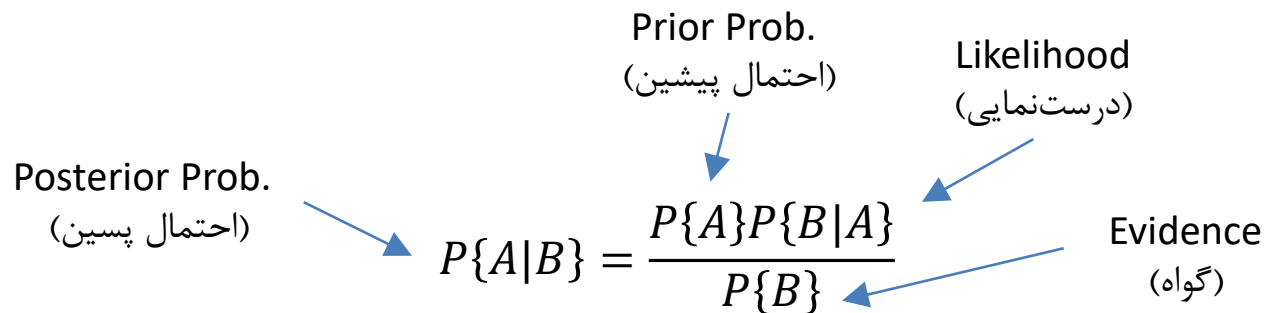 Prior Prob.
(احتمال پیشین)
Likelihood
(درست‌نمایی)
Posterior Prob.
(احتمال پسین)
P{A|B} = P{A}P{B|A}
P{B}
Evidence
(گواه)